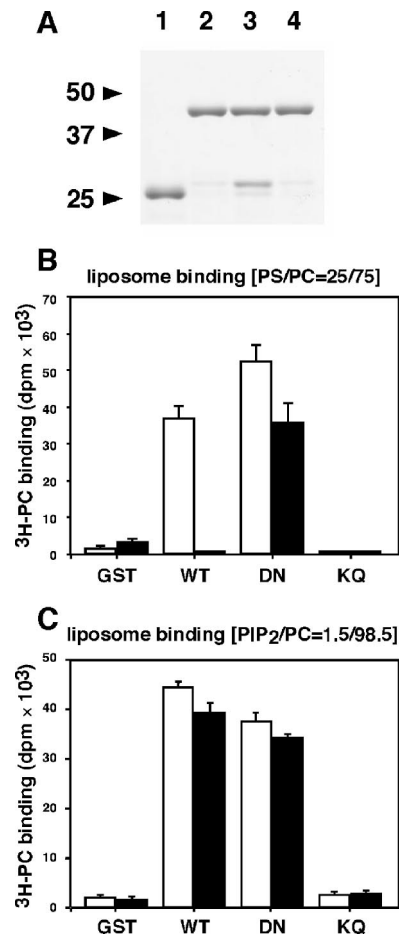 A
1 2 3 4
50
37
25
B
liposome binding [PS/PC=25/75]
³H-PC binding (dpm × 10³)
70
60
50
40
30
20
10
0
GST WT DN KQ
C
liposome binding [PIP₂/PC=1.5/98.5]
³H-PC binding (dpm × 10³)
50
40
30
20
10
0
GST WT DN KQ